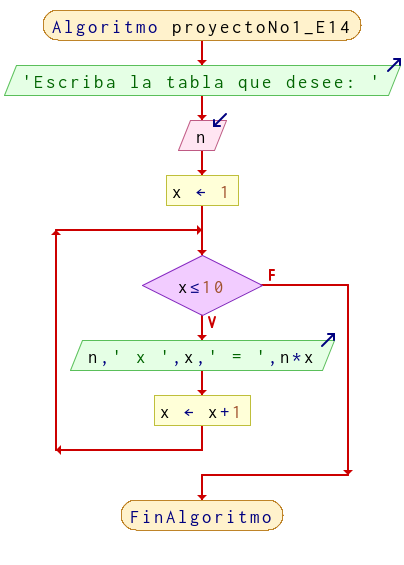 Algoritmo proyectoNo1_E14
'Escriba la tabla que desee: '
n
x ← 1
x≤10
F
V
n,' x ',x,' = ',n*x
x ← x+1
FinAlgoritmo